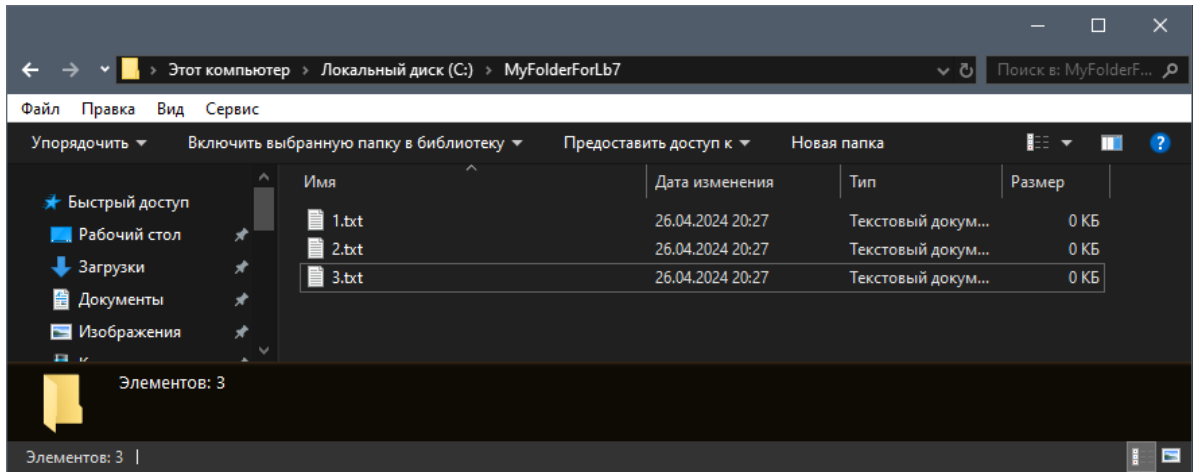 Этот компьютер > Локальный диск (C:) > MyFolderForLb7
Поиск в: MyFolderF...
Файл Правка Вид Сервис
Упорядочить Включить выбранную папку в библиотеку Предоставить доступ к Новая папка
Имя Дата изменения Тип Размер
Быстрый доступ
Рабочий стол
Загрузки
Документы
Изображения
1.txt 26.04.2024 20:27 Текстовый докум... 0 КБ
2.txt 26.04.2024 20:27 Текстовый докум... 0 КБ
3.txt 26.04.2024 20:27 Текстовый докум... 0 КБ
Элементов: 3
Элементов: 3